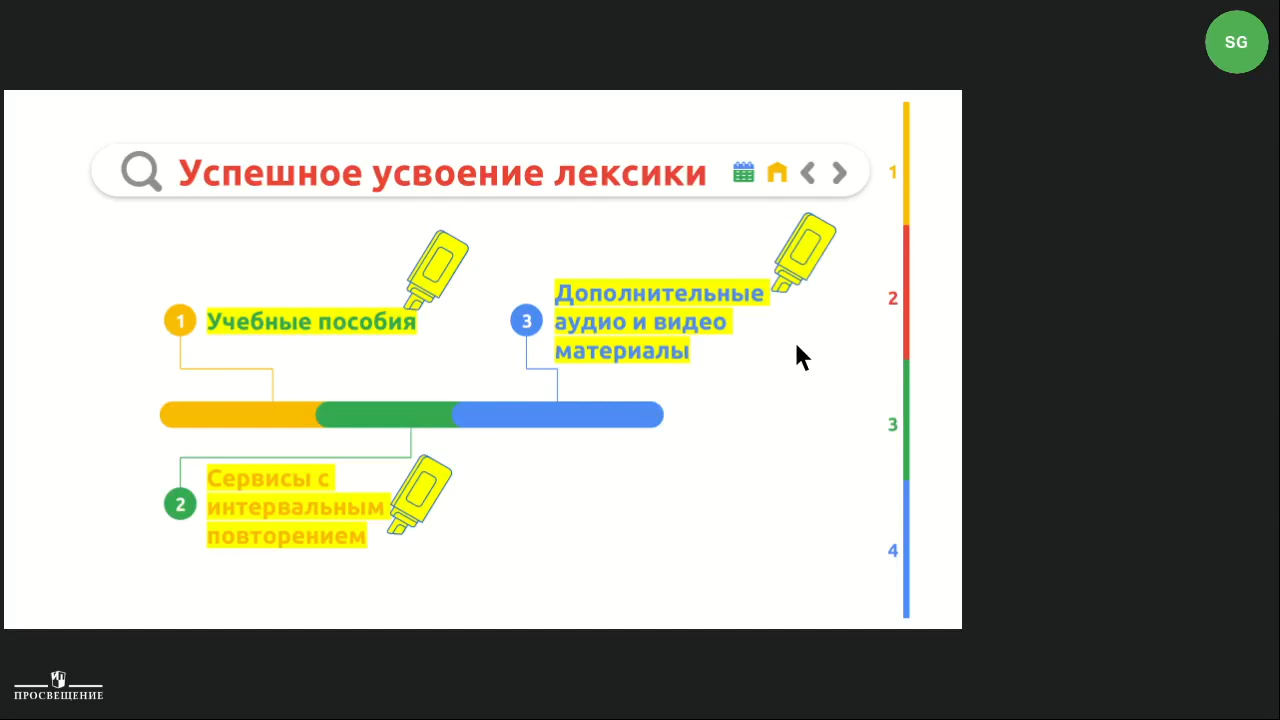 SG
Успешное усвоение лексики
1
Учебные пособия
3
Дополнительные
аудио и видео
материалы
2
Сервисы с
интервальным
повторением
1
2
3
4
ПРОСВЕЩЕНИЕ